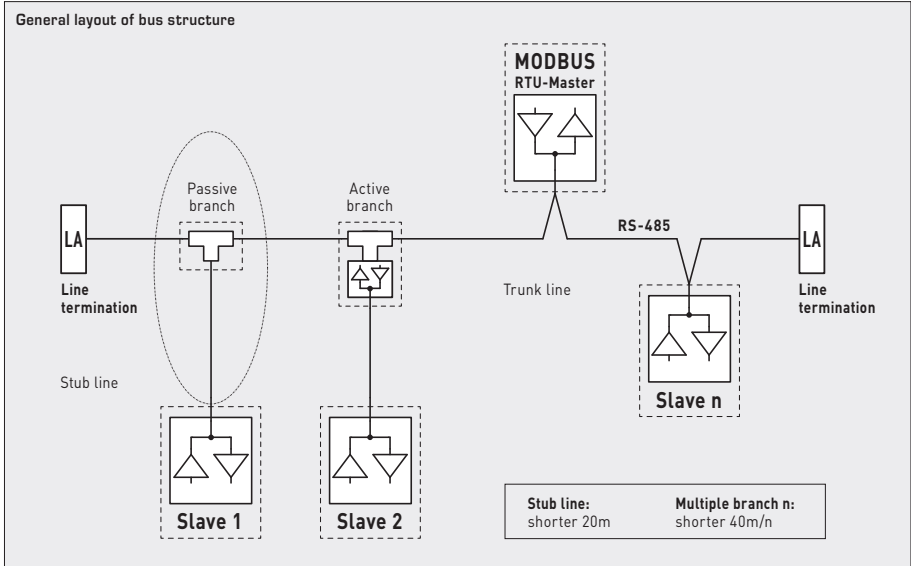 General layout of bus structure
MODBUS
RTU-Master
Passive
branch
Active
branch
LA
RS-485
LA
Line
termination
Trunk line
Line
termination
Stub line
Slave n
Slave 1
Slave 2
Stub line:
shorter 20m
Multiple branch n:
shorter 40m/n